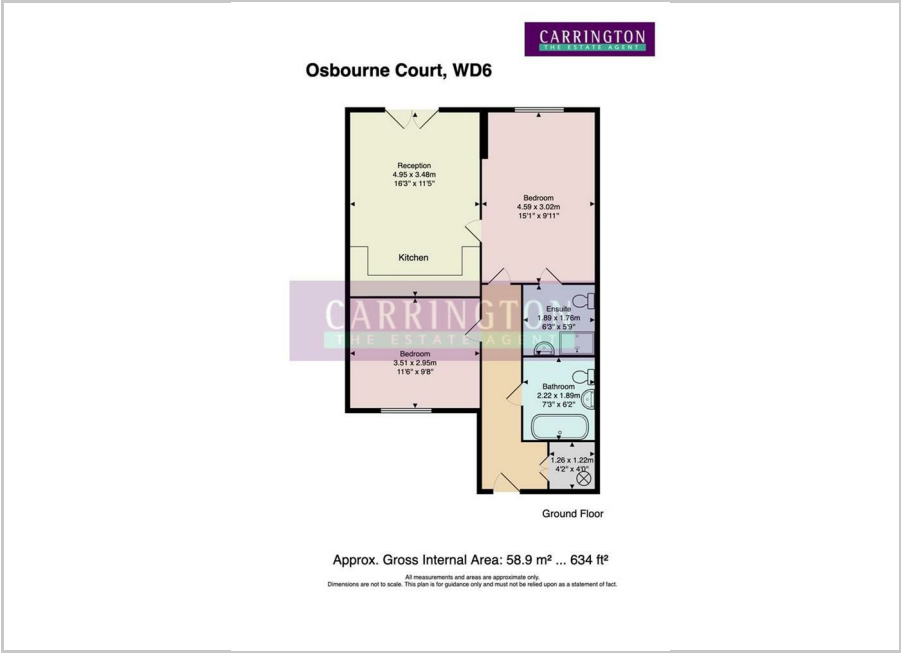 CARRINGTON
THE ESTATE AGENT
Osbourne Court, WD6
Reception
4.95 x 3.48m
16'3" x 11'5"
Bedroom
4.59 x 3.02m
15'1" x 9'11"
Kitchen
CARRINGTON
THE ESTATE AGENT
Ensuite
1.89 x 1.76m
6'3" x 5'9"
Bedroom
3.51 x 2.95m
11'6" x 9'8"
Bathroom
2.22 x 1.89m
7'3" x 6'2"
1.26 x 1.22m
4'2" x 4'0"
Ground Floor
Approx. Gross Internal Area: 58.9 m² ... 634 ft²
All measurements and areas are approximate only.
Dimensions are not to scale. This plan is for guidance only and must not be relied upon as a statement of fact.